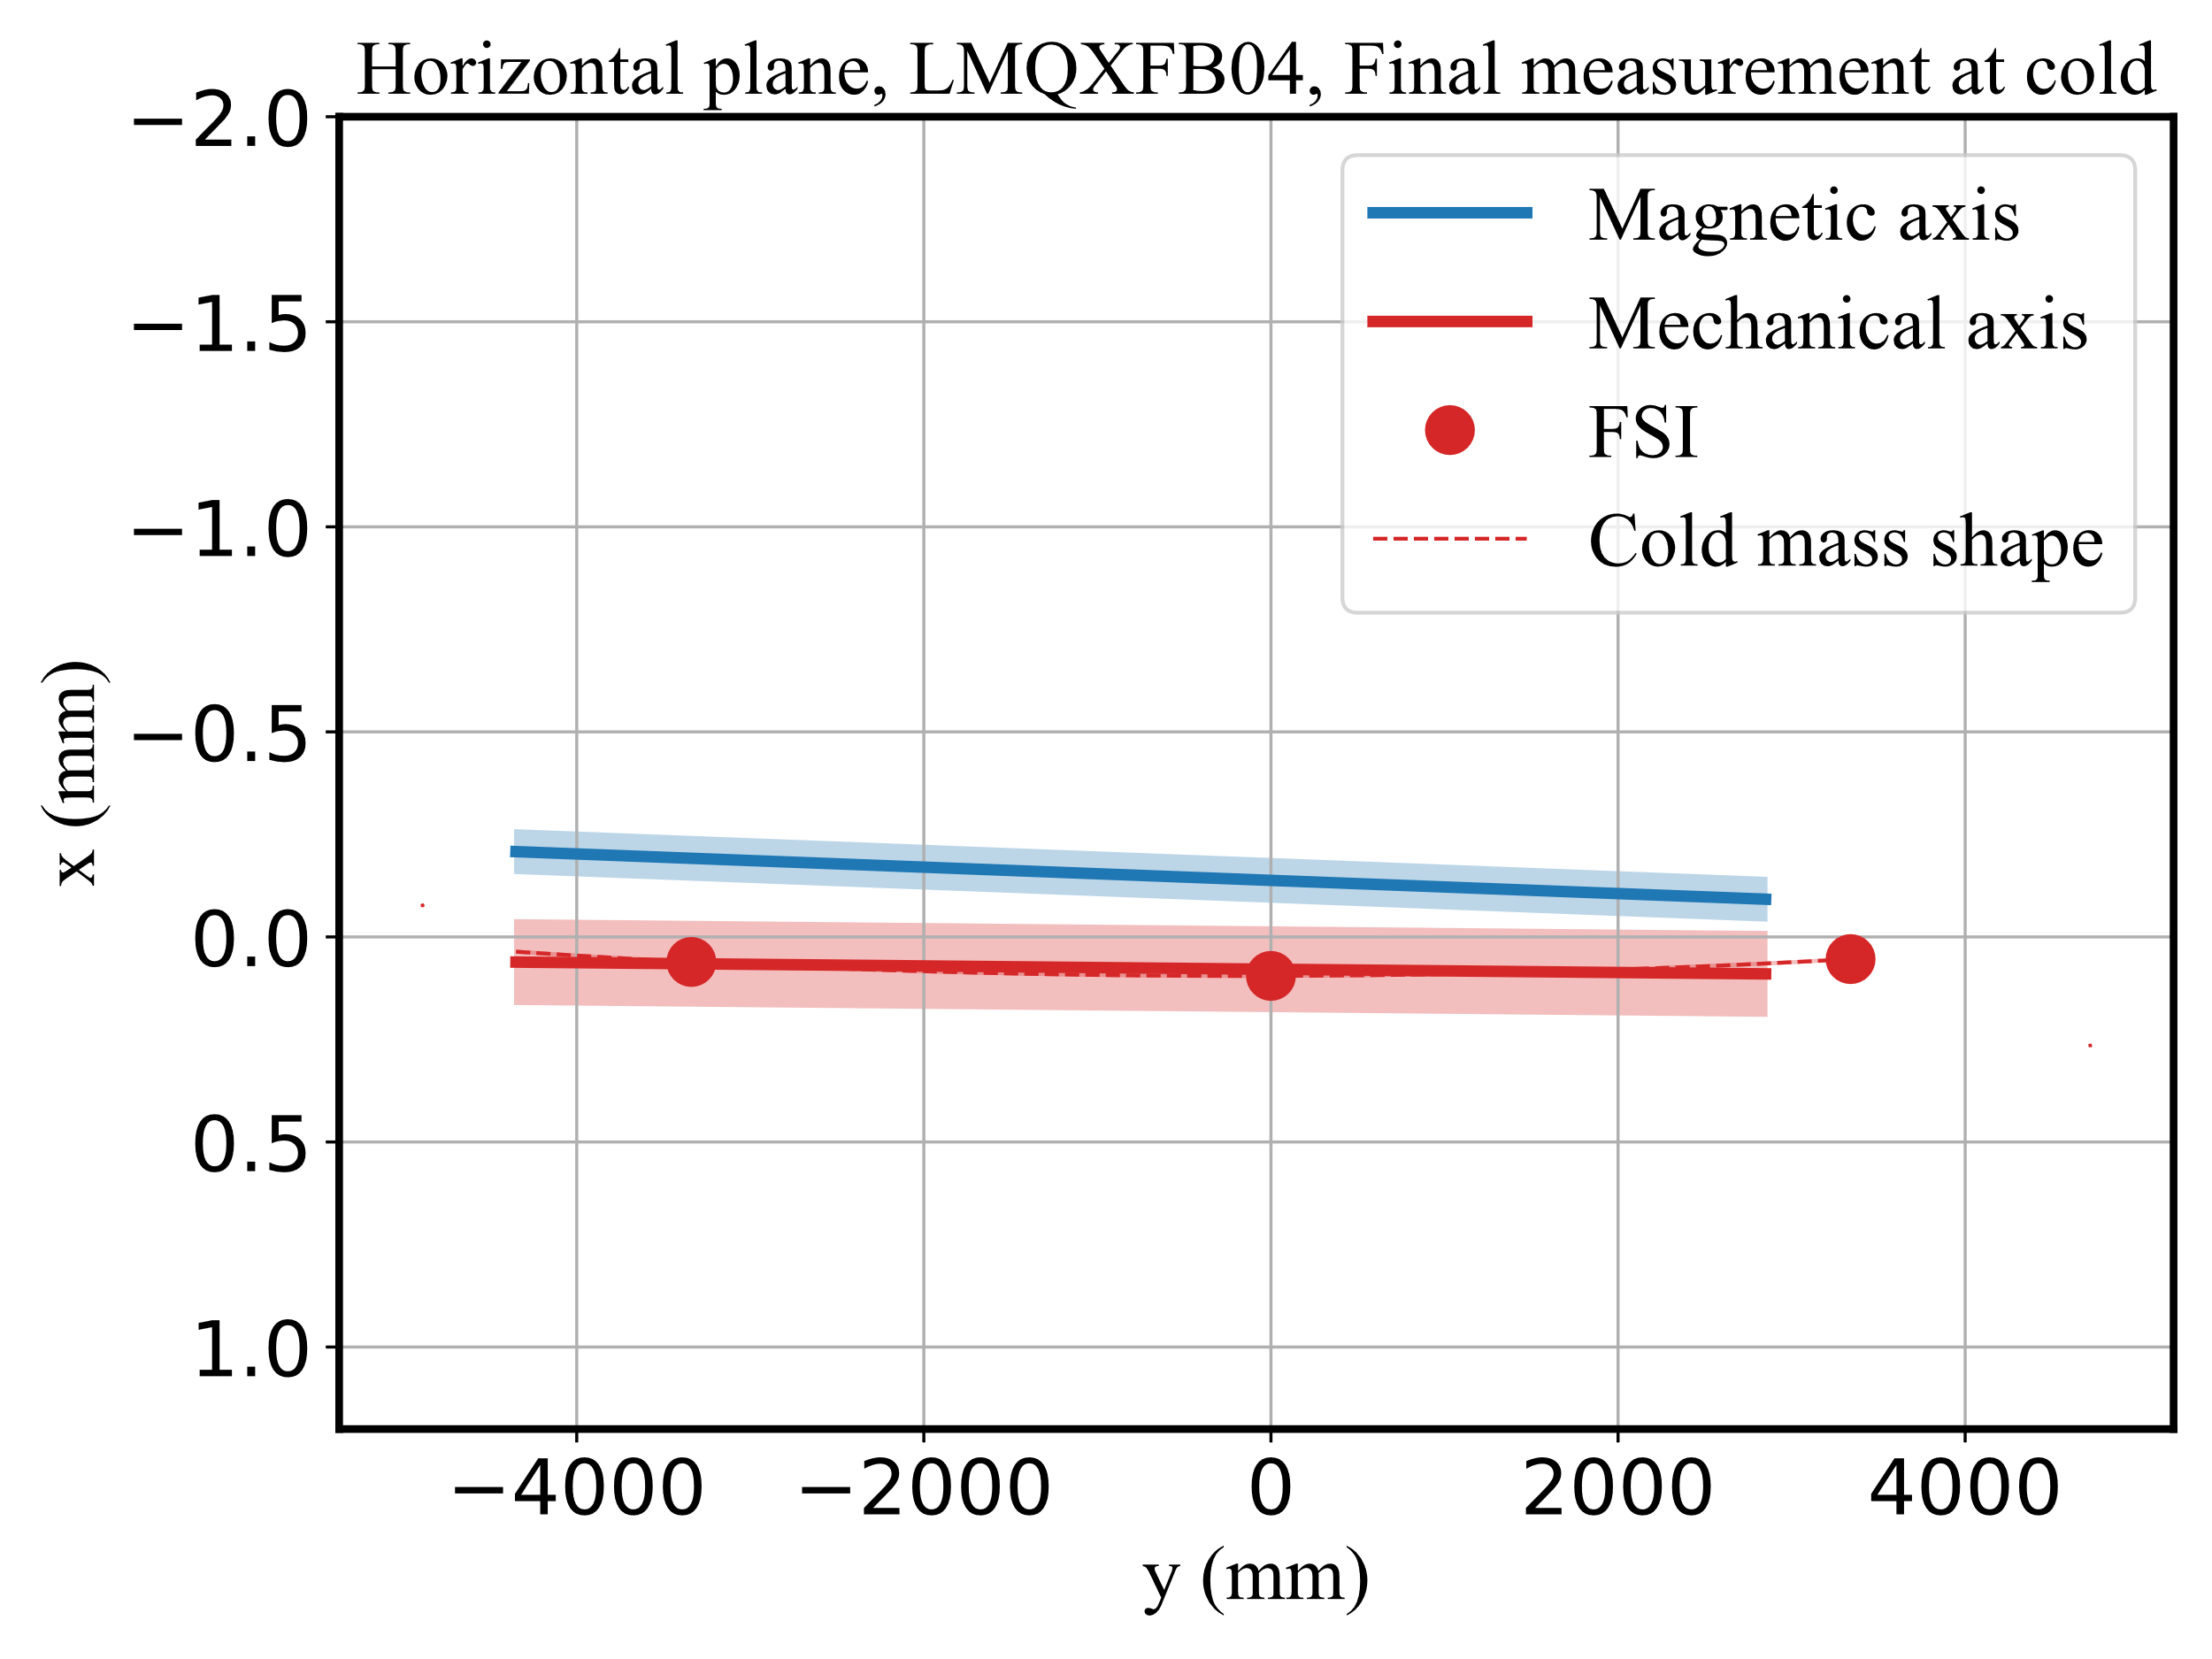 Horizontal plane, LMQXFB04, Final measurement at cold
−2.0
−1.5
−1.0
−0.5
0.0
0.5
1.0
x (mm)
Magnetic axis
Mechanical axis
FSI
Cold mass shape
−4000 −2000 0 2000 4000
y (mm)